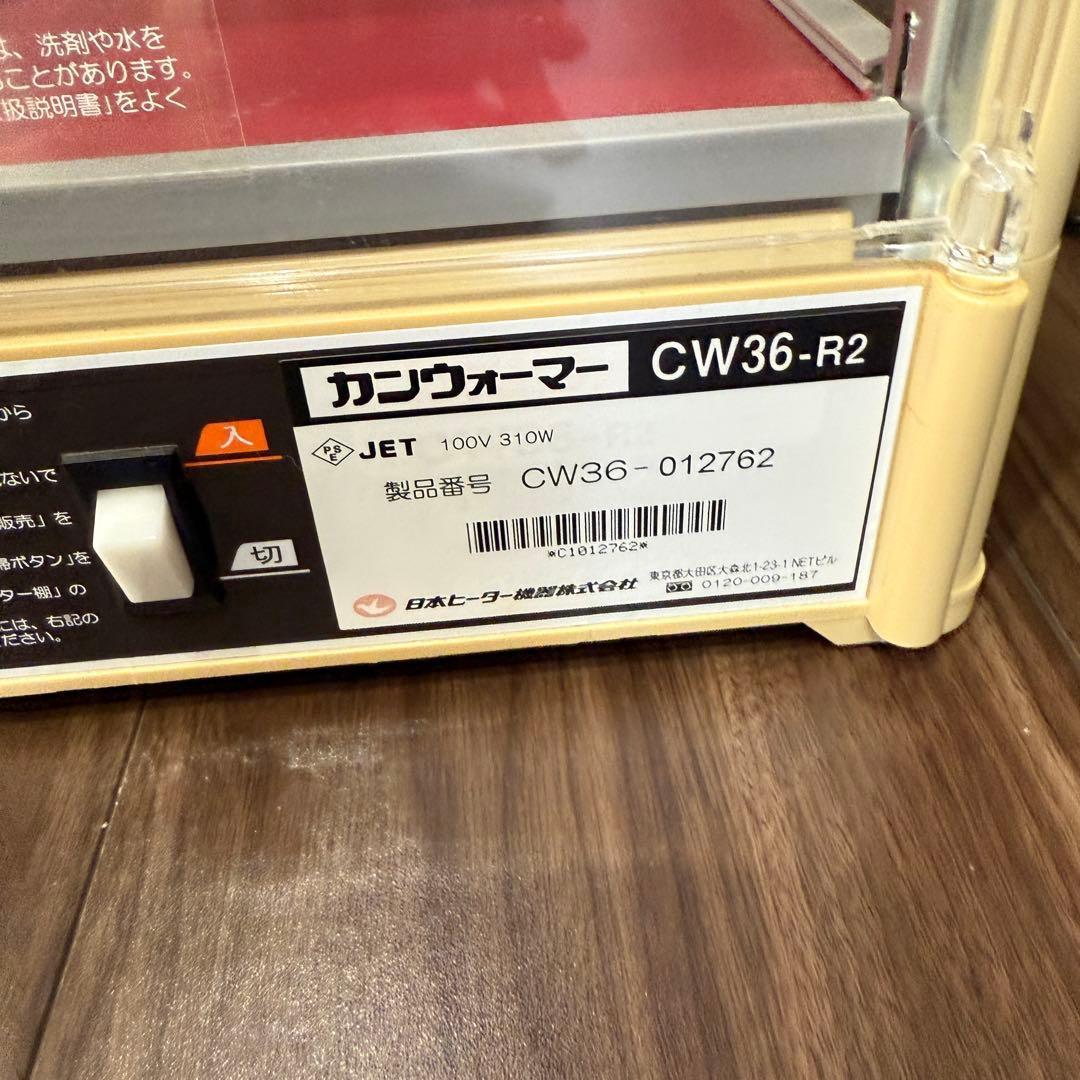 は、洗剤や水を
ことがあります。
扱説明書」をよく
カンウォーマー CW36-R2
PSE JET 100V 310W
製品番号 CW36-012762
*C1012762*
日本ヒーター機器株式会社
東京都大田区大森北1-23-1 NETビル
0120-009-187
入
切
から
ないで
販売」を
帰ボタン」を
ター棚」の
には、右記の
ださい。